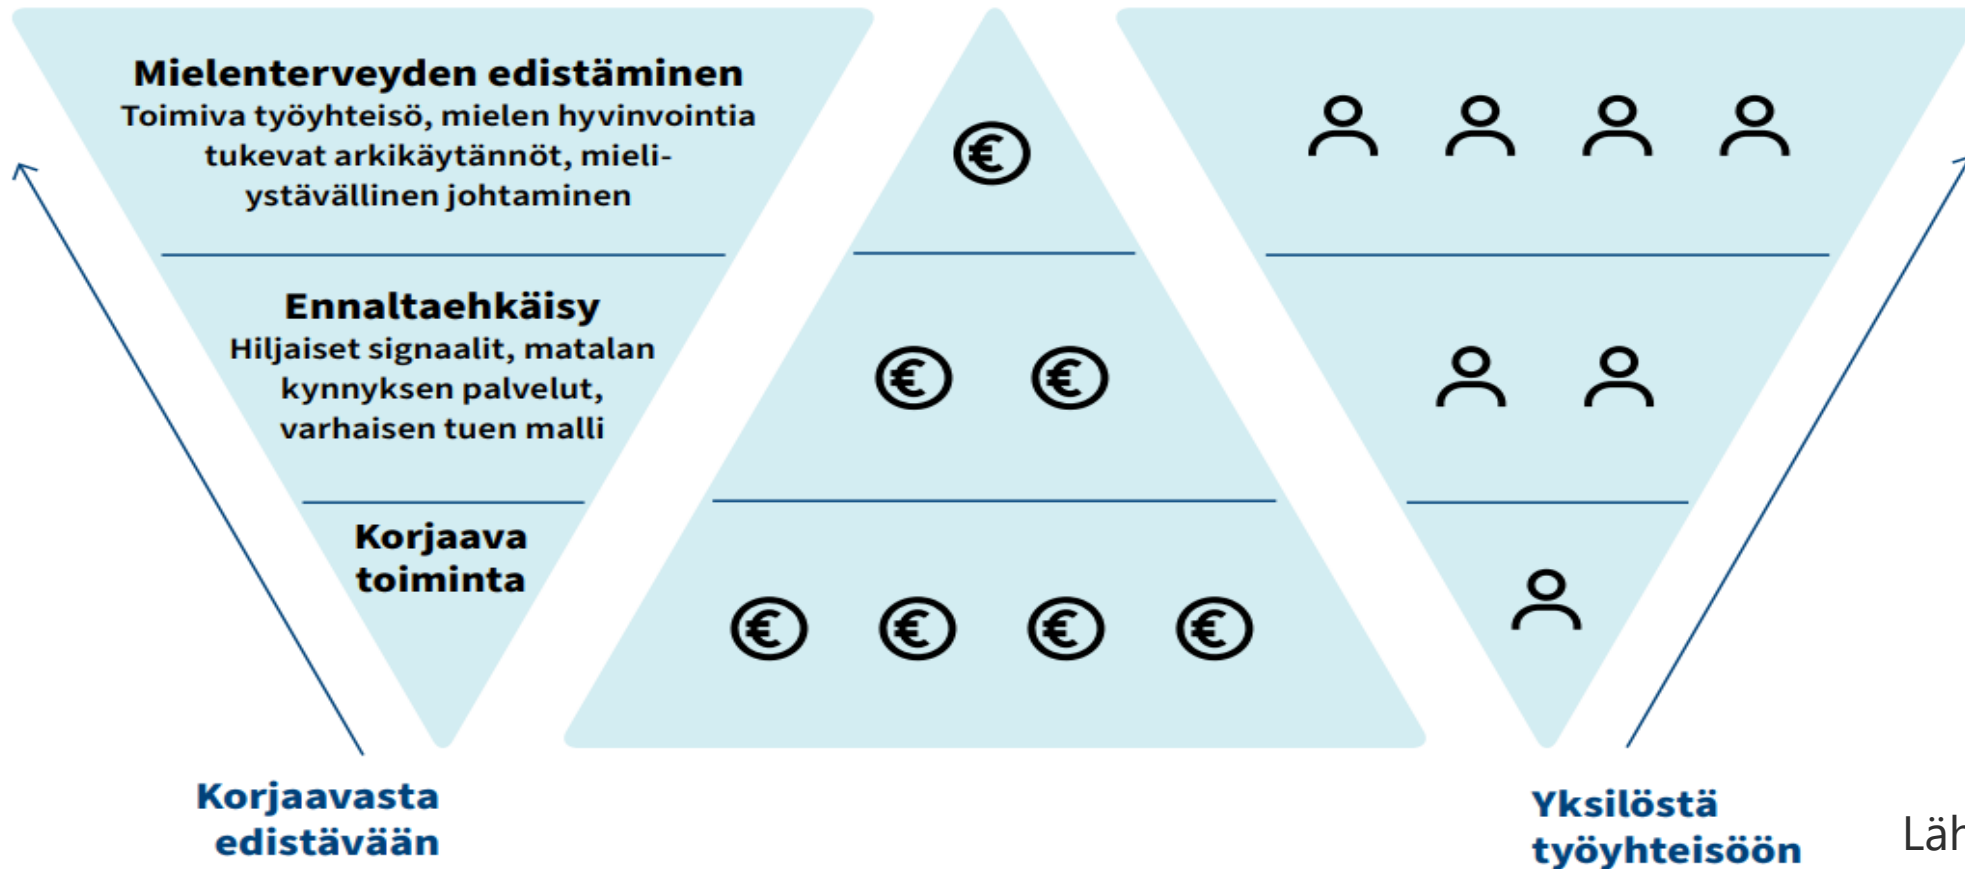 Mielenterveyden edistäminen
Toimiva työyhteisö, mielen hyvinvointia
tukevat arkikäytännöt, mieli-
ystävällinen johtaminen
€
Ennaltaehkäisy
Hiljaiset signaalit, matalan
kynnyksen palvelut,
varhaisen tuen malli
€ €
Korjaava
toiminta
€ € € €
Korjaavasta
edistävään
Yksilöstä
työyhteisöön
Läh